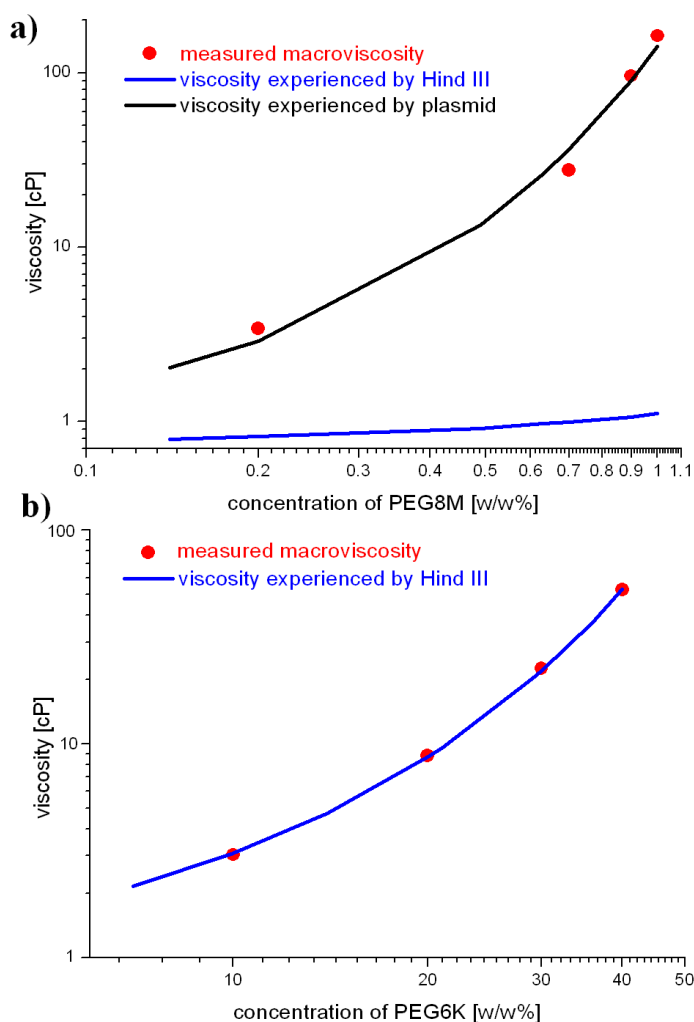 a)
measured macroviscosity
viscosity experienced by Hind III
viscosity experienced by plasmid
100
10
1
viscosity [cP]
0.1 0.2 0.3 0.4 0.5 0.6 0.7 0.8 0.9 1 1.1
concentration of PEG8M [w/w%]
b)
100
measured macroviscosity
viscosity experienced by Hind III
10
1
viscosity [cP]
10 20 30 40 50
concentration of PEG6K [w/w%]